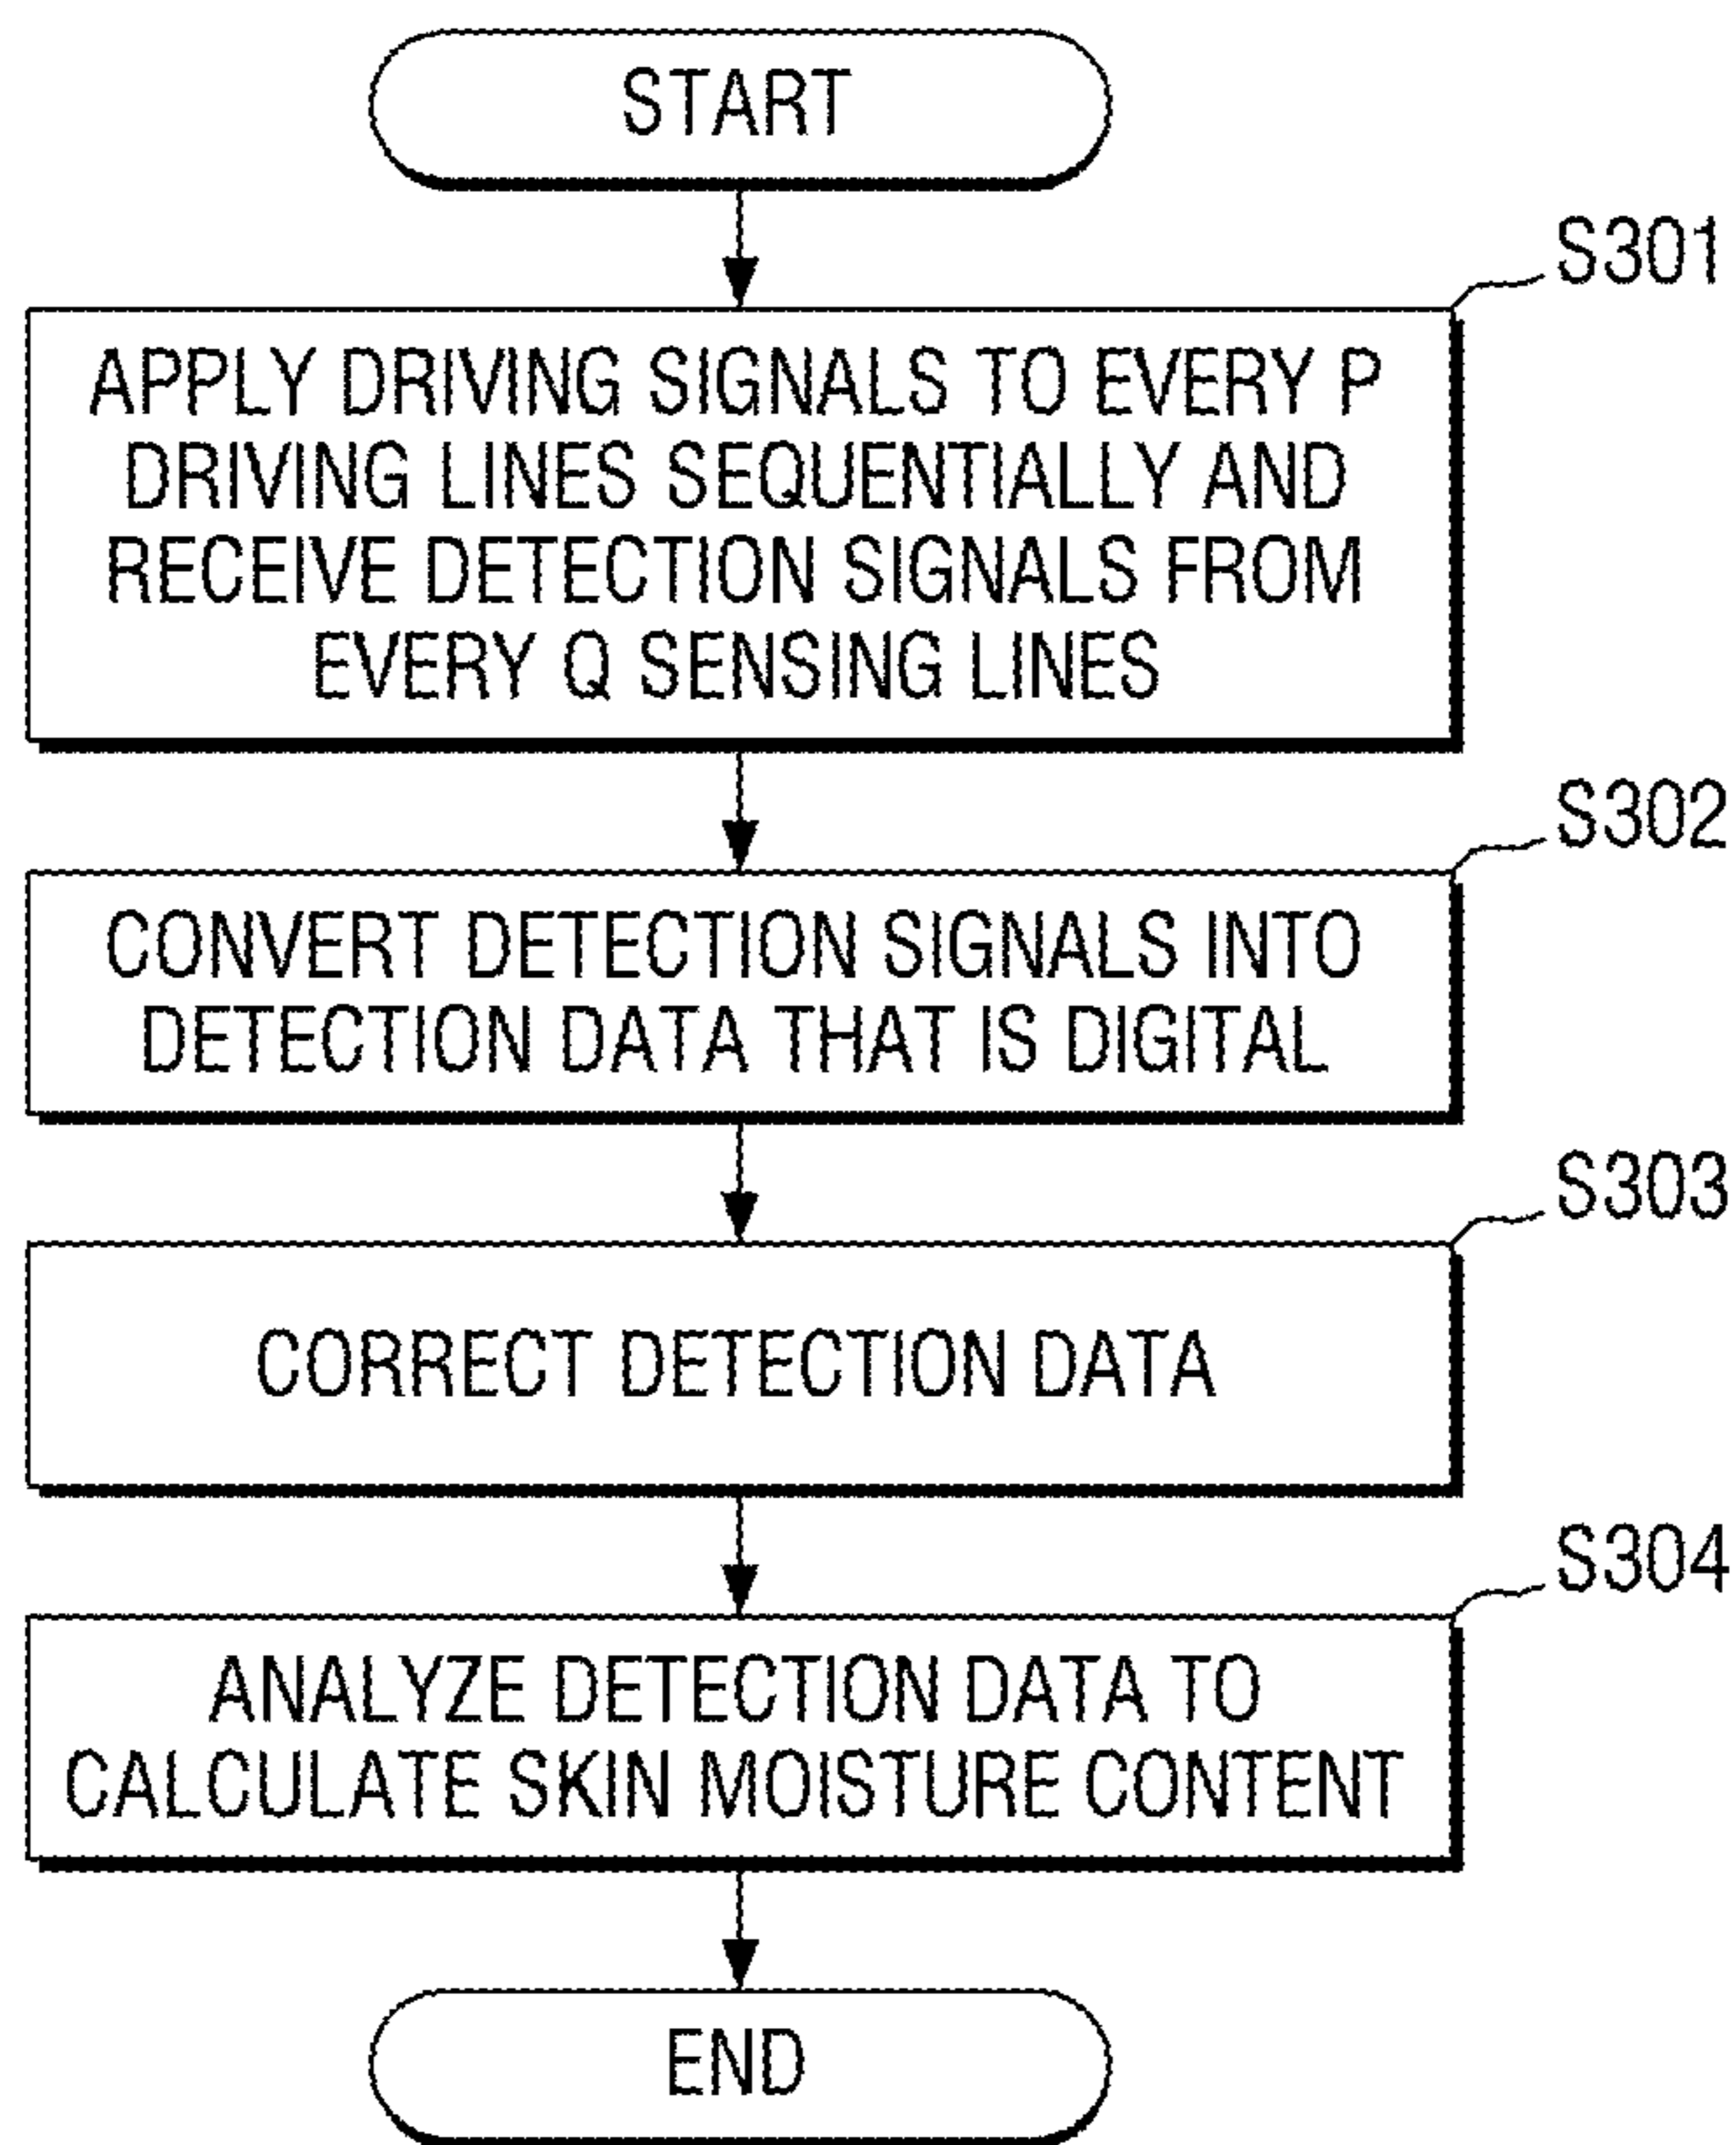 START
S301
APPLY DRIVING SIGNALS TO EVERY P
DRIVING LINES SEQUENTIALLY AND
RECEIVE DETECTION SIGNALS FROM
EVERY Q SENSING LINES
S302
CONVERT DETECTION SIGNALS INTO
DETECTION DATA THAT IS DIGITAL
S303
CORRECT DETECTION DATA
S304
ANALYZE DETECTION DATA TO
CALCULATE SKIN MOISTURE CONTENT
END